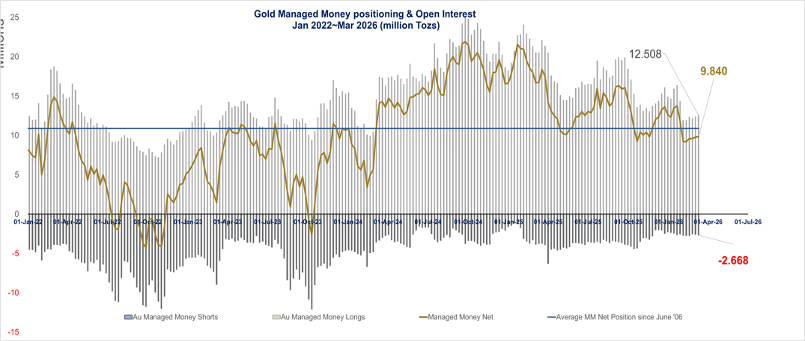 Gold Managed Money positioning & Open Interest
Jan 2022~Mar 2026 (million Tozs)
Millions
25
20
15
10
5
0
-5
-10
-15
12.508
9.840
-2.668
01-Jan-22 01-Apr-22 01-Jul-22 01-Oct-22 01-Jan-23 01-Apr-23 01-Jul-23 01-Oct-23 01-Jan-24 01-Apr-24 01-Jul-24 01-Oct-24 01-Jan-25 01-Apr-25 01-Jul-25 01-Oct-25 01-Jan-26 01-Apr-26 01-Jul-26
Au Managed Money Shorts Au Managed Money Longs Managed Money Net Average MM Net Position since June '06